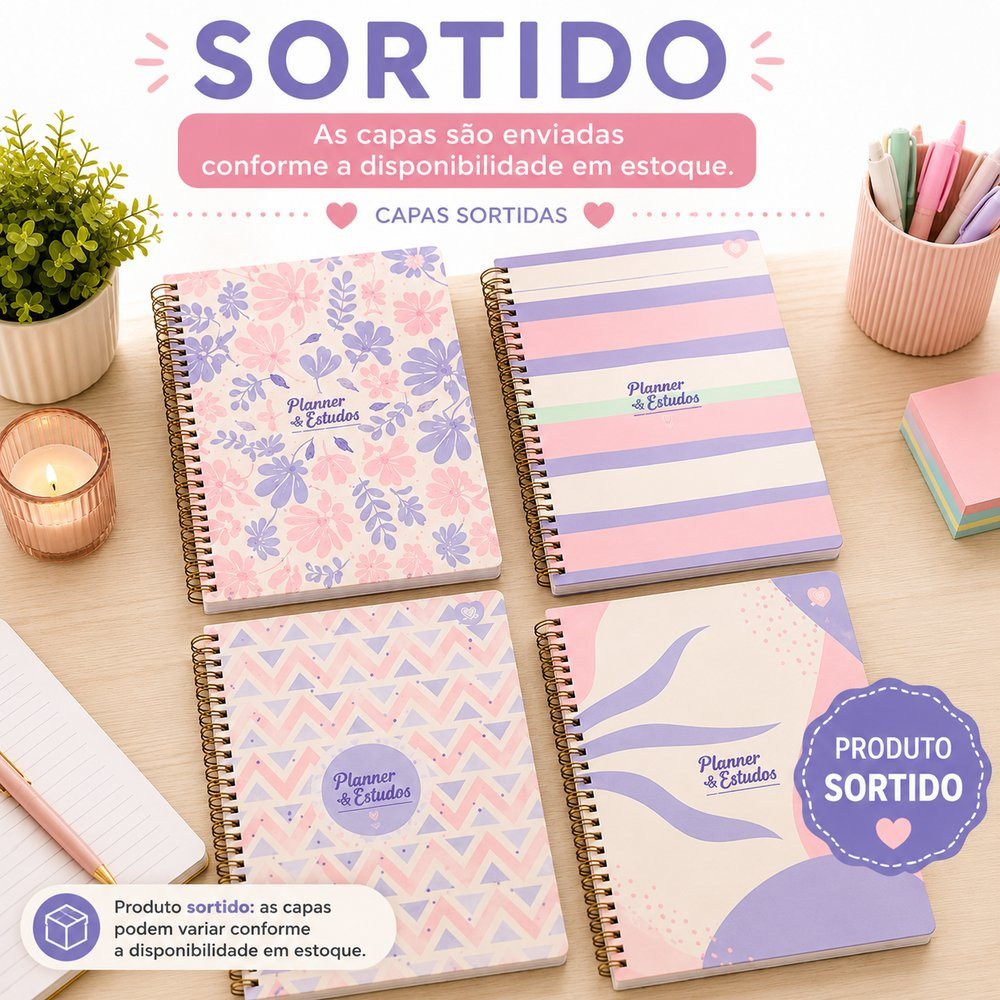 SORTIDO
As capas são enviadas
conforme a disponibilidade em estoque.
CAPAS SORTIDAS
Planner
& Estudos
Planner
& Estudos
Planner
& Estudos
Planner
& Estudos
PRODUTO
SORTIDO
Produto sortido: as capas
podem variar conforme
a disponibilidade em estoque.